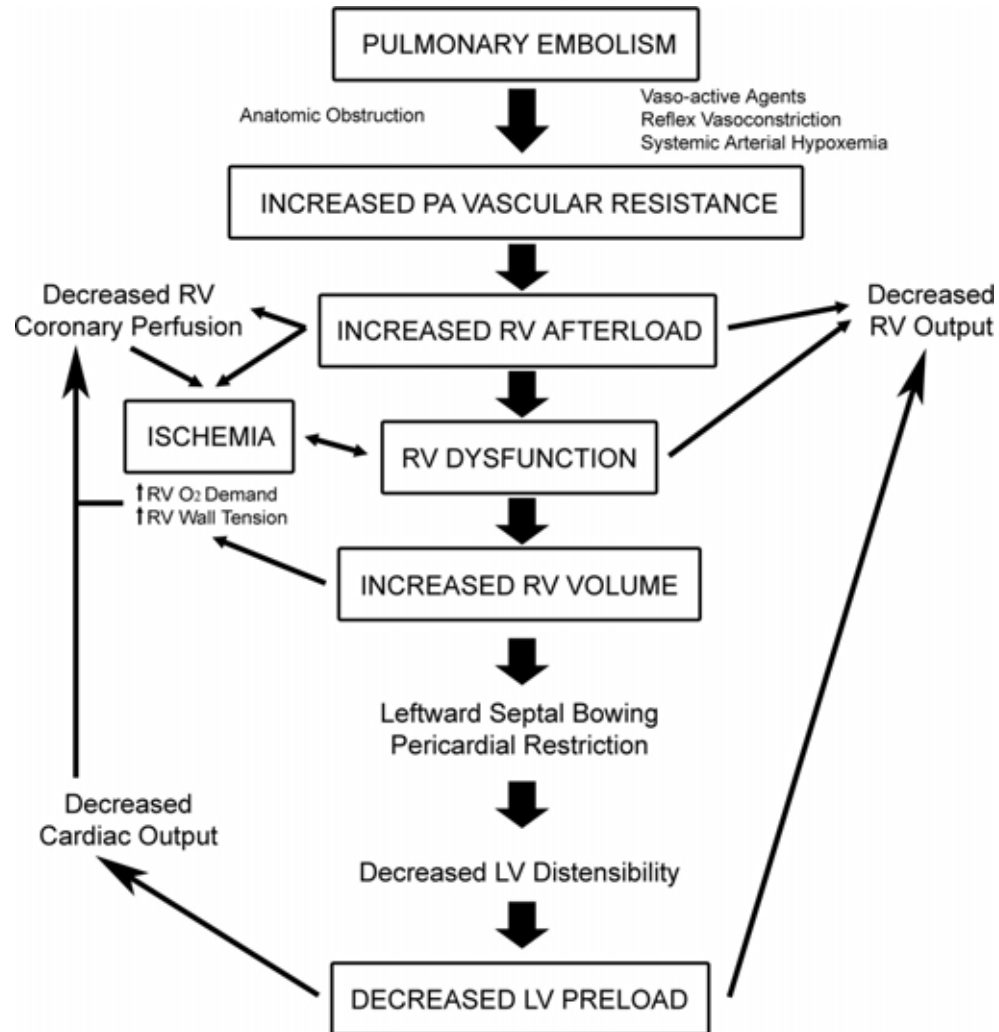 PULMONARY EMBOLISM
Anatomic Obstruction
Vaso-active Agents
Reflex Vasoconstriction
Systemic Arterial Hypoxemia
INCREASED PA VASCULAR RESISTANCE
Decreased RV
Coronary Perfusion
INCREASED RV AFTERLOAD
Decreased
RV Output
ISCHEMIA
RV DYSFUNCTION
↑RV O₂ Demand
↑RV Wall Tension
INCREASED RV VOLUME
Leftward Septal Bowing
Pericardial Restriction
Decreased
Cardiac Output
Decreased LV Distensibility
DECREASED LV PRELOAD